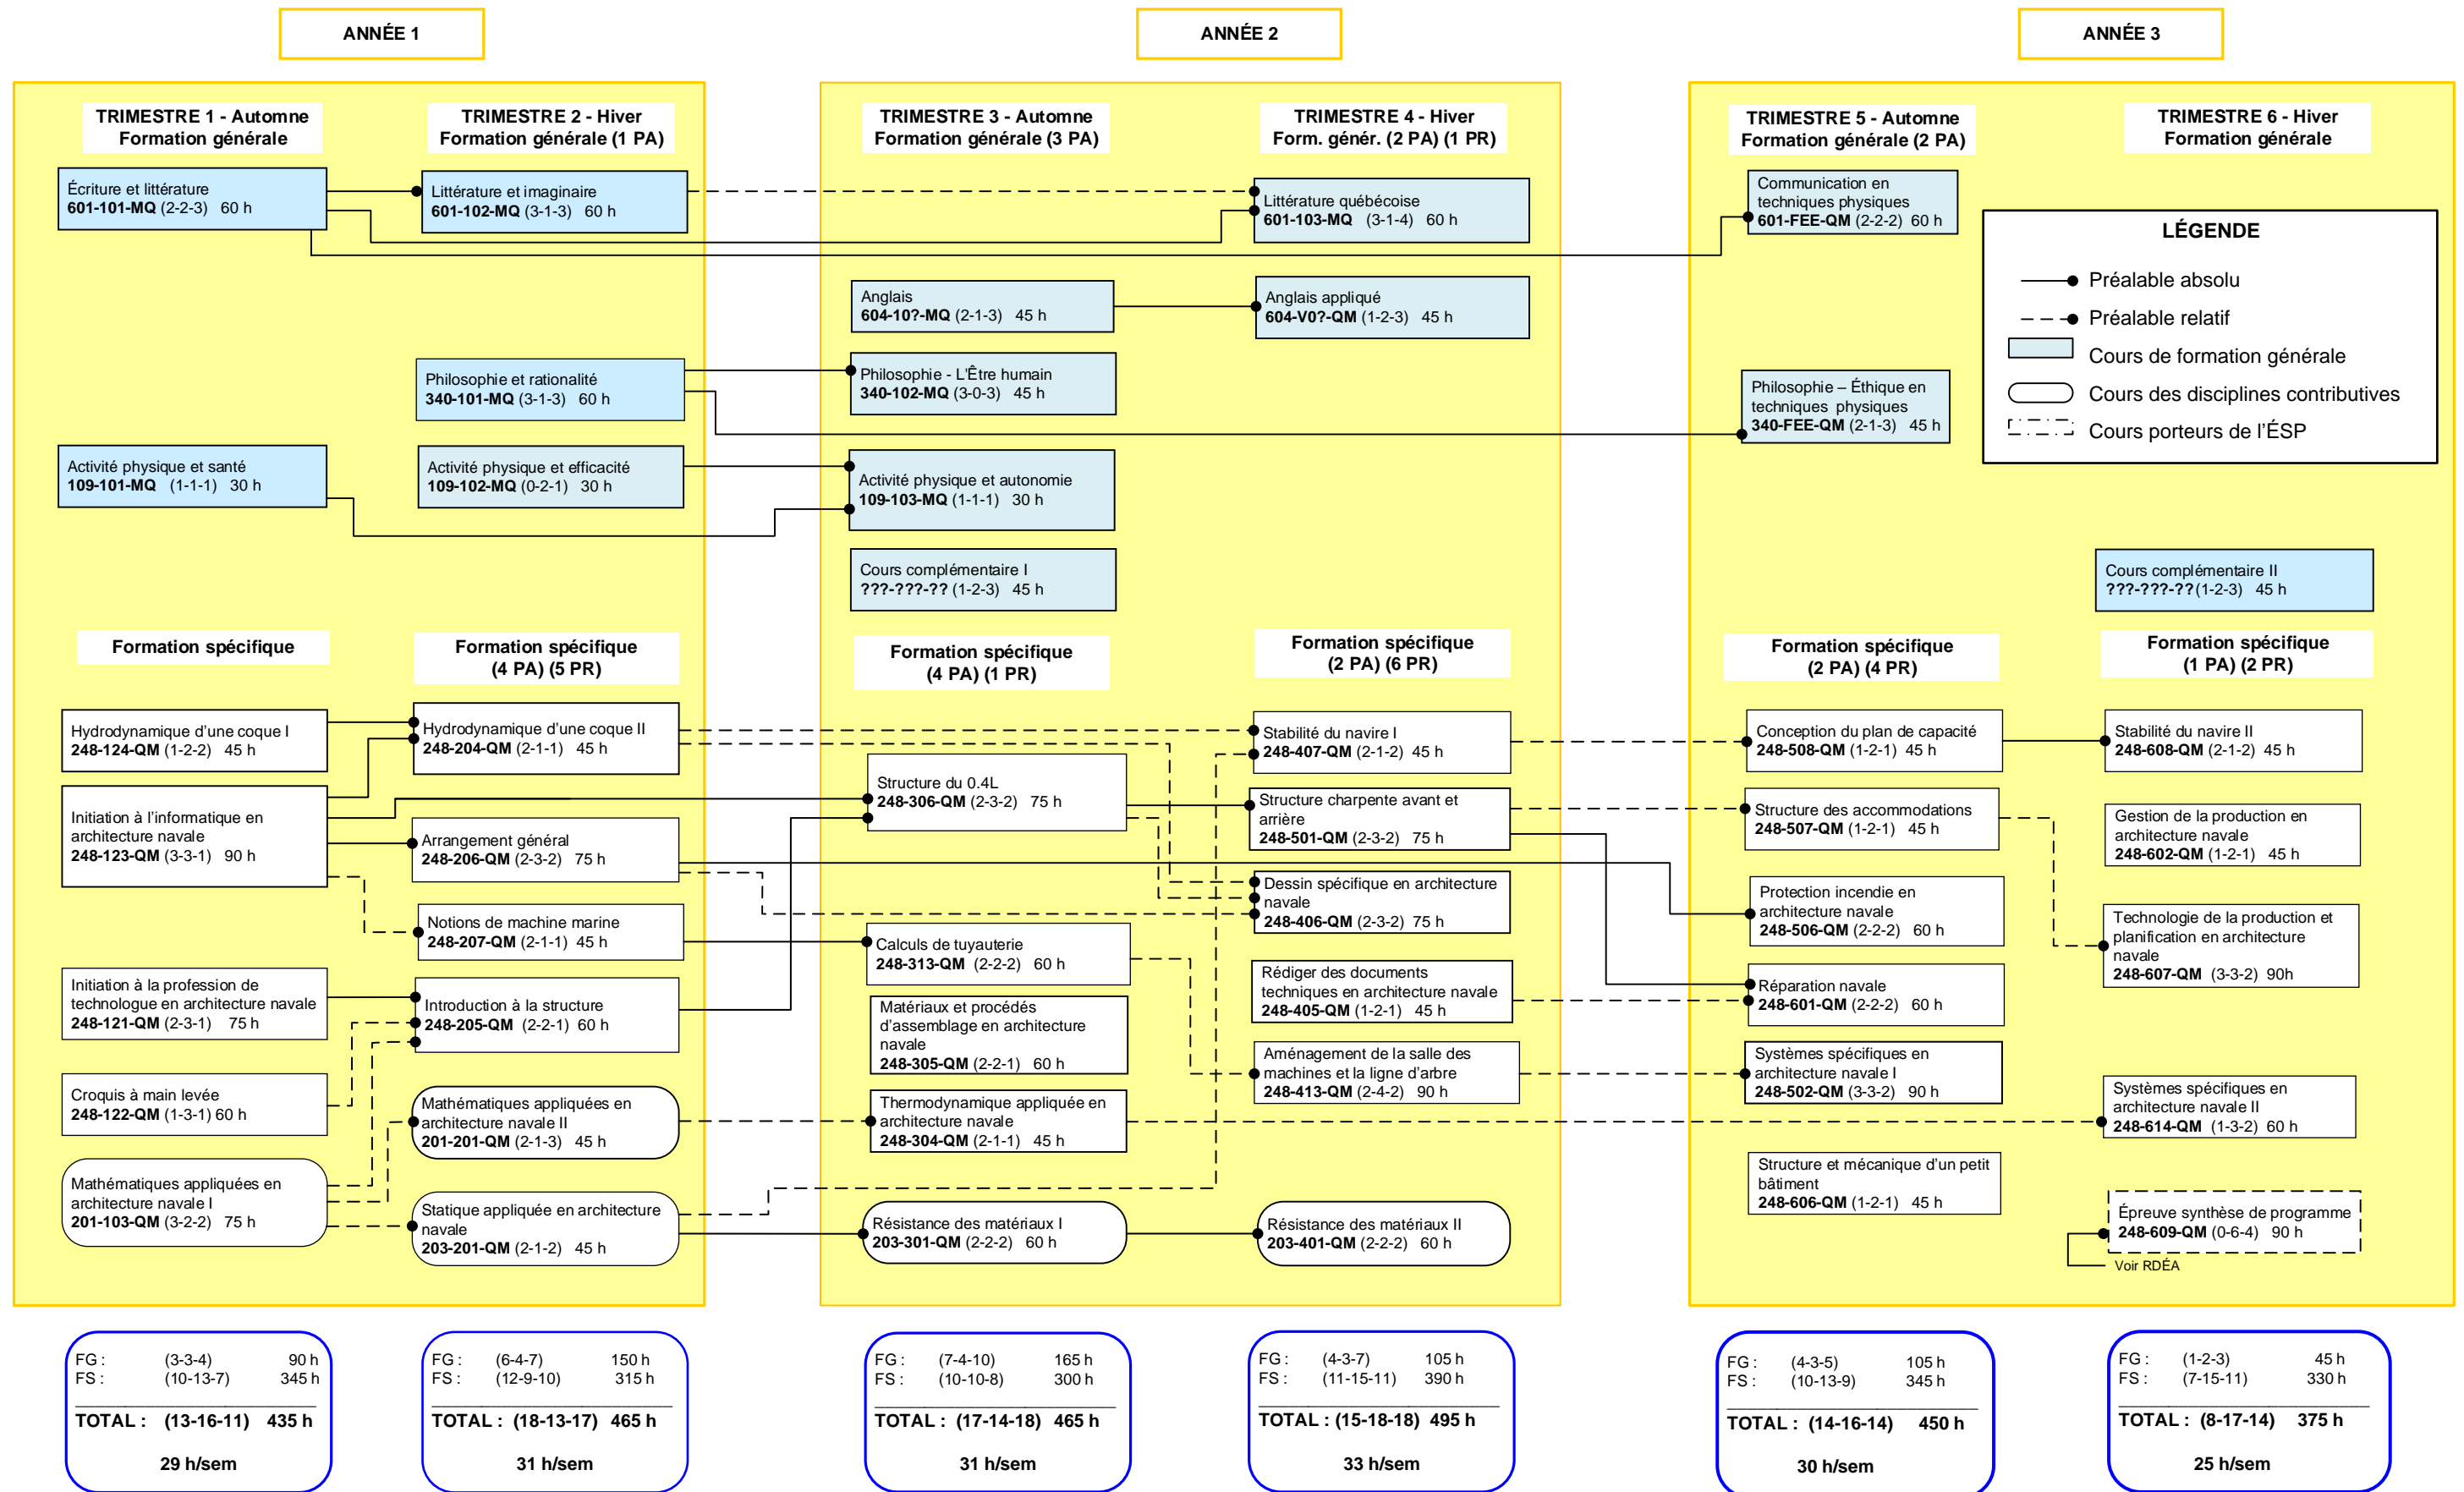 ANNÉE 1
TRIMESTRE 1 - Automne
Formation générale
Écriture et littérature
601-101-MQ (2-2-3) 60 h
Activité physique et santé
109-101-MQ (1-1-1) 30 h
Formation spécifique
Hydrodynamique d'une coque I
248-124-QM (1-2-2) 45 h
Initiation à l'informatique en
architecture navale
248-123-QM (3-3-1) 90 h
Initiation à la profession de
technologue en architecture navale
248-121-QM (2-3-1) 75 h
Croquis à main levée
248-122-QM (1-3-1) 60 h
Mathématiques appliquées en
architecture navale I
201-103-QM (3-2-2) 75 h
FG : (3-3-4) 90 h
FS : (10-13-7) 345 h
TOTAL : (13-16-11) 435 h
29 h/sem
TRIMESTRE 2 - Hiver
Formation générale (1 PA)
Littérature et imaginaire
601-102-MQ (3-1-3) 60 h
Philosophie et rationalité
340-101-MQ (3-1-3) 60 h
Activité physique et efficacité
109-102-MQ (0-2-1) 30 h
Formation spécifique
(4 PA) (5 PR)
Hydrodynamique d'une coque II
248-204-QM (2-1-1) 45 h
Arrangement général
248-206-QM (2-3-2) 75 h
Notions de machine marine
248-207-QM (2-1-1) 45 h
Introduction à la structure
248-205-QM (2-2-1) 60 h
Mathématiques appliquées en
architecture navale II
201-201-QM (2-1-3) 45 h
Statique appliquée en architecture
navale
203-201-QM (2-1-2) 45 h
FG : (6-4-7) 150 h
FS : (12-9-10) 315 h
TOTAL : (18-13-17) 465 h
31 h/sem
ANNÉE 2
TRIMESTRE 3 - Automne
Formation générale (3 PA)
Anglais
604-10?-MQ (2-1-3) 45 h
Philosophie - L'Être humain
340-102-MQ (3-0-3) 45 h
Activité physique et autonomie
109-103-MQ (1-1-1) 30 h
Cours complémentaire I
???-???-?? (1-2-3) 45 h
Formation spécifique
(4 PA) (1 PR)
Structure du 0.4L
248-306-QM (2-3-2) 75 h
Calculs de tuyauterie
248-313-QM (2-2-2) 60 h
Matériaux et procédés
d'assemblage en architecture
navale
248-305-QM (2-2-1) 60 h
Thermodynamique appliquée en
architecture navale
248-304-QM (2-1-1) 45 h
Résistance des matériaux I
203-301-QM (2-2-2) 60 h
FG : (7-4-10) 165 h
FS : (10-10-8) 300 h
TOTAL : (17-14-18) 465 h
31 h/sem
TRIMESTRE 4 - Hiver
Form. génér. (2 PA) (1 PR)
Littérature québécoise
601-103-MQ (3-1-4) 60 h
Anglais appliqué
604-V0?-QM (1-2-3) 45 h
Formation spécifique
(2 PA) (6 PR)
Stabilité du navire I
248-407-QM (2-1-2) 45 h
Structure charpente avant et
arrière
248-501-QM (2-3-2) 75 h
Dessin spécifique en architecture
navale
248-406-QM (2-3-2) 75 h
Rédiger des documents
techniques en architecture navale
248-405-QM (1-2-1) 45 h
Aménagement de la salle des
machines et la ligne d'arbre
248-413-QM (2-4-2) 90 h
Résistance des matériaux II
203-401-QM (2-2-2) 60 h
FG : (4-3-7) 105 h
FS : (11-15-11) 390 h
TOTAL : (15-18-18) 495 h
33 h/sem
ANNÉE 3
TRIMESTRE 5 - Automne
Formation générale (2 PA)
Communication en
techniques physiques
601-FEE-QM (2-2-2) 60 h
Philosophie – Éthique en
techniques physiques
340-FEE-QM (2-1-3) 45 h
Formation spécifique
(2 PA) (4 PR)
Conception du plan de capacité
248-508-QM (1-2-1) 45 h
Structure des accommodations
248-507-QM (1-2-1) 45 h
Protection incendie en
architecture navale
248-506-QM (2-2-2) 60 h
Réparation navale
248-601-QM (2-2-2) 60 h
Systèmes spécifiques en
architecture navale I
248-502-QM (3-3-2) 90 h
Structure et mécanique d'un petit
bâtiment
248-606-QM (1-2-1) 45 h
FG : (4-3-5) 105 h
FS : (10-13-9) 345 h
TOTAL : (14-16-14) 450 h
30 h/sem
TRIMESTRE 6 - Hiver
Formation générale
LÉGENDE
Préalable absolu
Préalable relatif
Cours de formation générale
Cours des disciplines contributives
Cours porteurs de l'ÉSP
Cours complémentaire II
???-???-?? (1-2-3) 45 h
Formation spécifique
(1 PA) (2 PR)
Stabilité du navire II
248-608-QM (2-1-2) 45 h
Gestion de la production en
architecture navale
248-602-QM (1-2-1) 45 h
Technologie de la production et
planification en architecture
navale
248-607-QM (3-3-2) 90h
Systèmes spécifiques en
architecture navale II
248-614-QM (1-3-2) 60 h
Épreuve synthèse de programme
248-609-QM (0-6-4) 90 h
Voir RDÉA
FG : (1-2-3) 45 h
FS : (7-15-11) 330 h
TOTAL : (8-17-14) 375 h
25 h/sem